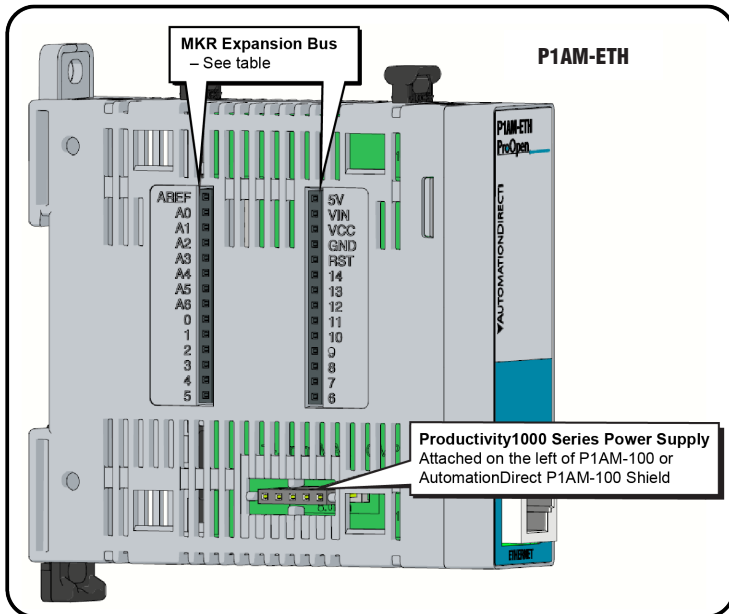 MKR Expansion Bus
– See table
P1AM-ETH
P1AM-ETH
ProOpen
AUTOMATIONDIRECT
AREF
A0
A1
A2
A3
A4
A5
A6
0
1
2
3
4
5
5V
VIN
VCC
GND
RST
14
13
12
11
10
9
8
7
6
Productivity1000 Series Power Supply
Attached on the left of P1AM-100 or
AutomationDirect P1AM-100 Shield
ETHERNET